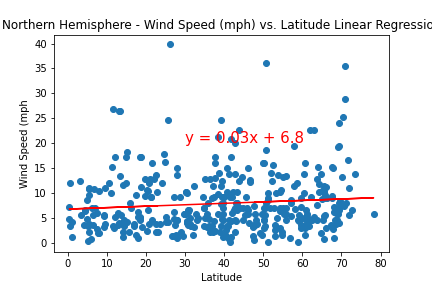 Northern Hemisphere - Wind Speed (mph) vs. Latitude Linear Regressio
40
35
30
25
20
15
10
5
0
Wind Speed (mph
y = 0.03x + 6.8
0 10 20 30 40 50 60 70 80
Latitude